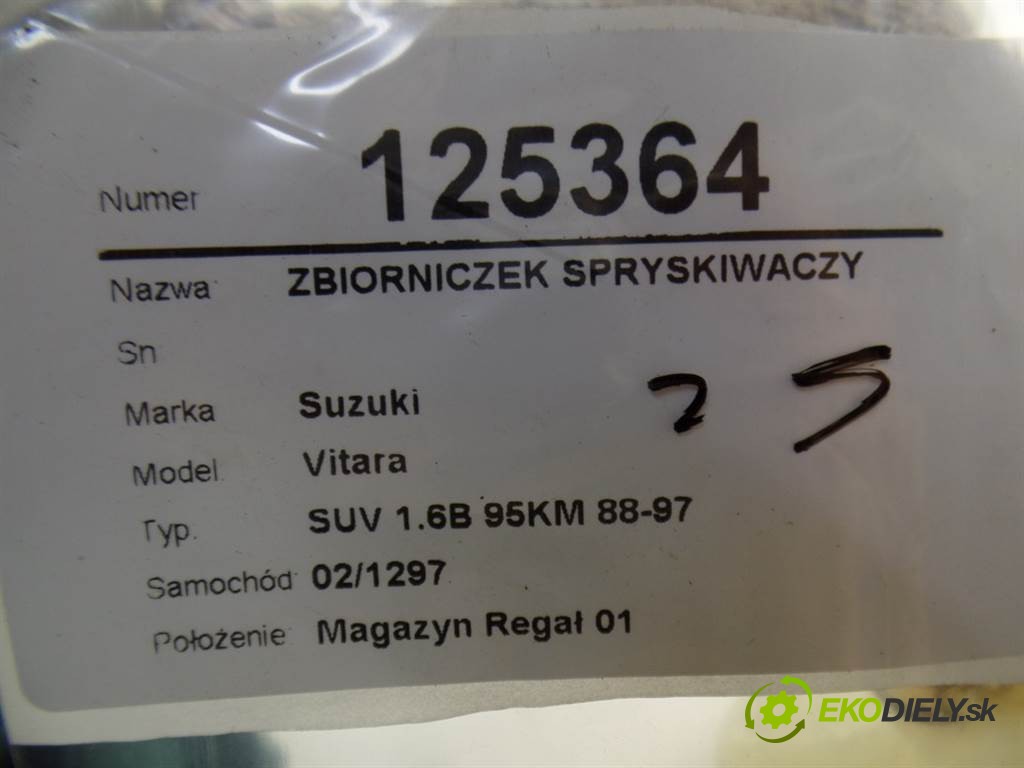 Numer 125364
Nazwa ZBIORNICZEK SPRYSKIWACZY
Sn
Marka Suzuki
25
Model. Vitara
Typ. SUV 1.6B 95KM 88-97
Samochód 02/1297
Położenie Magazyn Regał 01
EKODIELY.sk